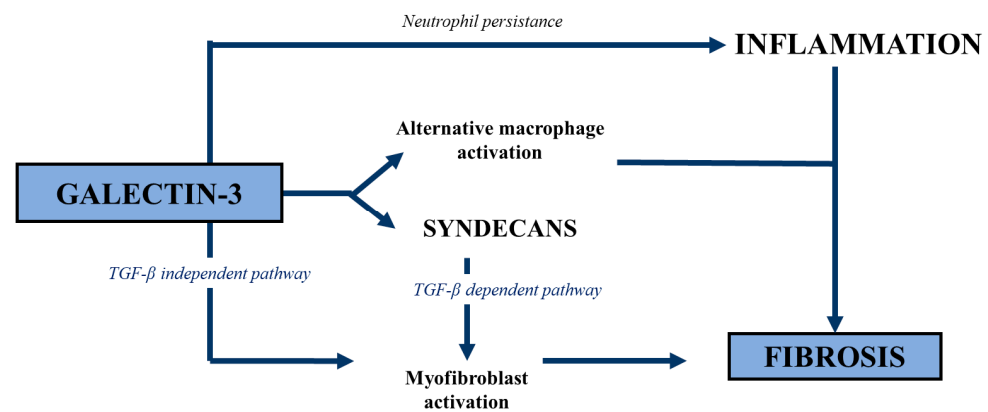 Neutrophil persistance
INFLAMMATION
Alternative macrophage
activation
GALECTIN-3
SYNDECANS
TGF-β independent pathway
TGF-β dependent pathway
FIBROSIS
Myofibroblast
activation